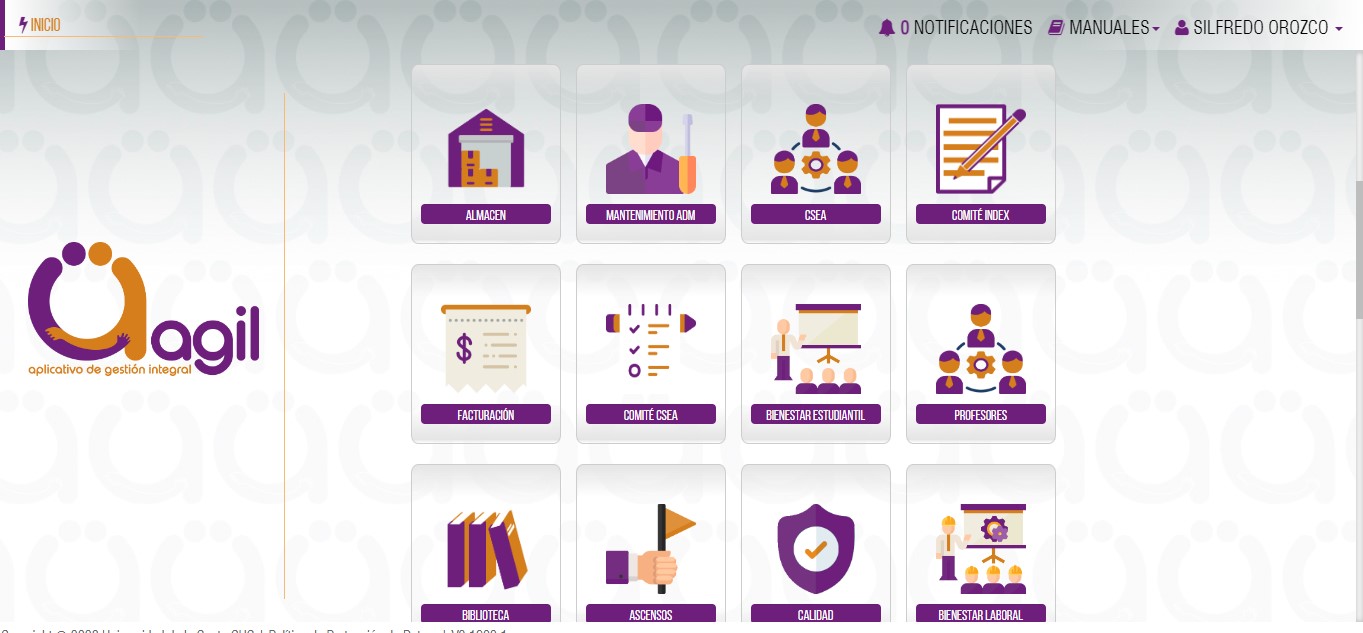 INICIO
0 NOTIFICACIONES MANUALES SILFREDO OROZCO
ALMACEN
MANTENIMIENTO ADM
CSEA
COMITÉ INDEX
agil
aplicativo de gestión integral
$
FACTURACIÓN
COMITÉ CSEA
BIENESTAR ESTUDIANTIL
PROFESORES
BIBLIOTECA
ASCENSOS
CALIDAD
BIENESTAR LABORAL